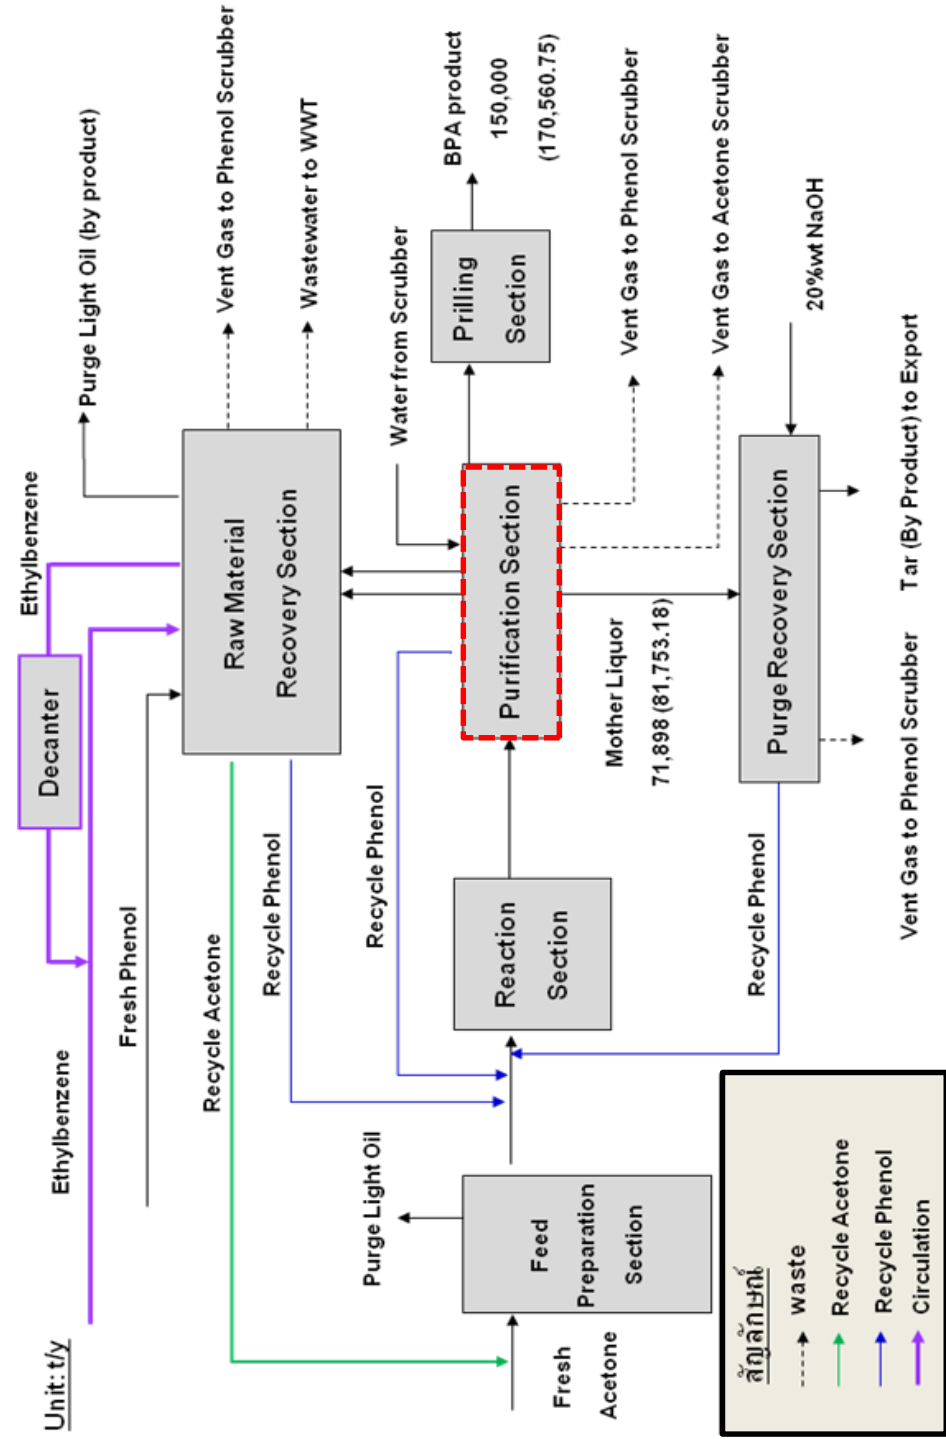 Unit: t/y
Ethylbenzene
Decanter
Ethylbenzene
Purge Light Oil (by product)
Fresh Phenol
Raw Material
Recovery Section
Vent Gas to Phenol Scrubber
Wastewater to WWT
Recycle Acetone
Recycle Phenol
Recycle Phenol
Water from Scrubber
Purge Light Oil
Fresh
Acetone
Feed
Preparation
Section
Reaction
Section
Purification Section
Prilling
Section
BPA product
150,000
(170,560.75)
Mother Liquor
71,898 (81,753.18)
Vent Gas to Phenol Scrubber
Vent Gas to Acetone Scrubber
Recycle Phenol
Purge Recovery Section
20%wt NaOH
Vent Gas to Phenol Scrubber
Tar (By Product) to Export
สัญลักษณ์
waste
Recycle Acetone
Recycle Phenol
Circulation